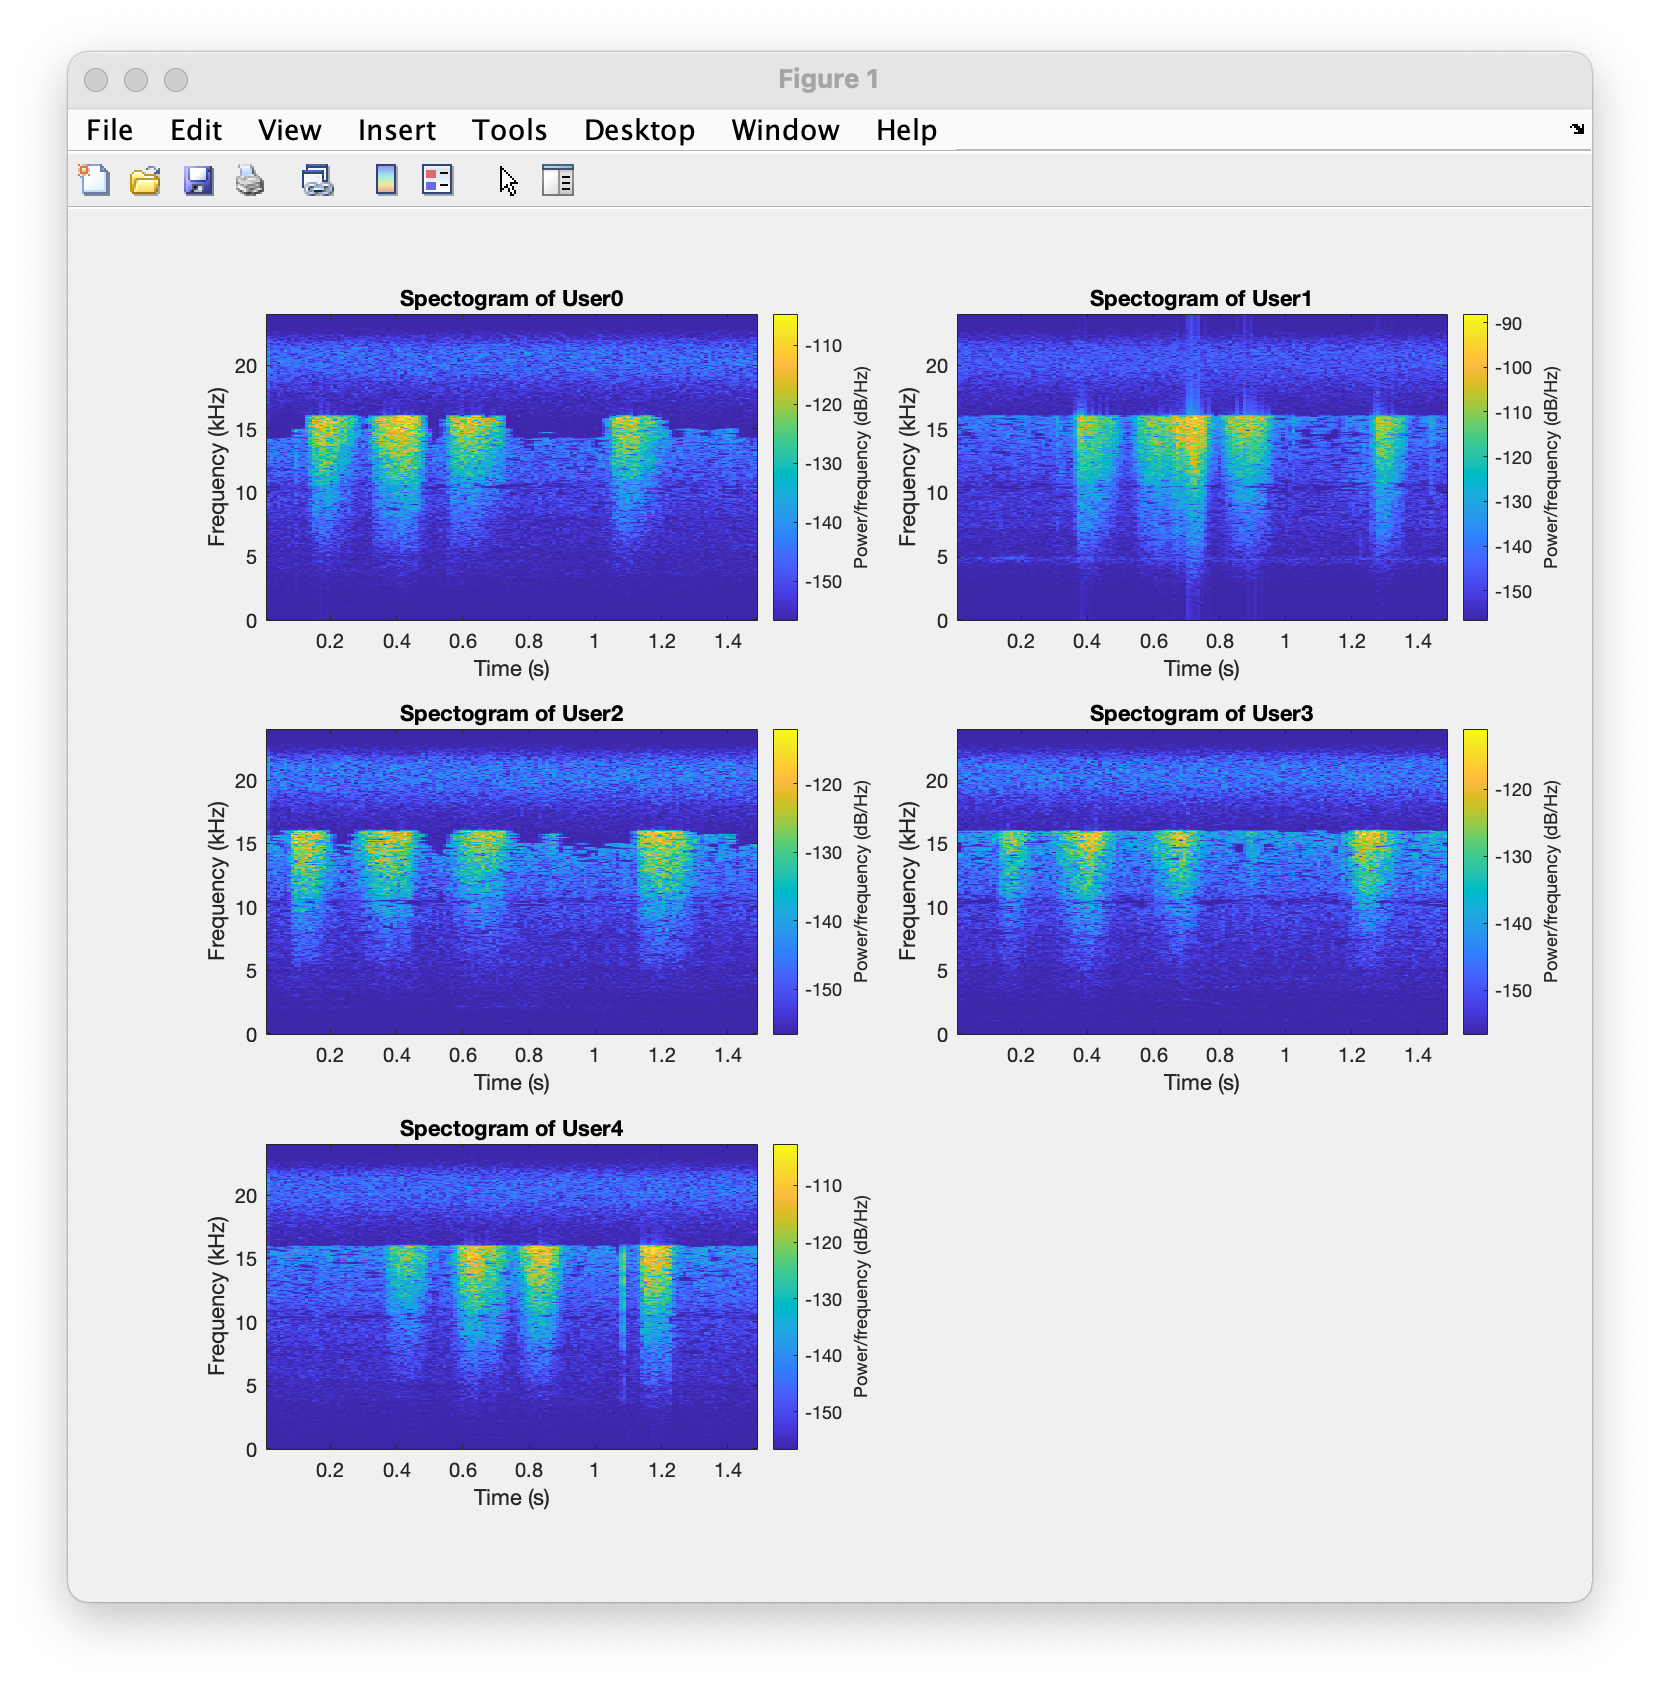 Figure 1
File Edit View Insert Tools Desktop Window Help
Spectogram of User0
20
15
10
5
0
Frequency (kHz)
0.2 0.4 0.6 0.8 1 1.2 1.4
Time (s)
-110
-120
-130
-140
-150
Power/frequency (dB/Hz)
Spectogram of User1
20
15
10
5
0
Frequency (kHz)
0.2 0.4 0.6 0.8 1 1.2 1.4
Time (s)
-90
-100
-110
-120
-130
-140
-150
Power/frequency (dB/Hz)
Spectogram of User2
20
15
10
5
0
Frequency (kHz)
0.2 0.4 0.6 0.8 1 1.2 1.4
Time (s)
-120
-130
-140
-150
Power/frequency (dB/Hz)
Spectogram of User3
20
15
10
5
0
Frequency (kHz)
0.2 0.4 0.6 0.8 1 1.2 1.4
Time (s)
-120
-130
-140
-150
Power/frequency (dB/Hz)
Spectogram of User4
20
15
10
5
0
Frequency (kHz)
0.2 0.4 0.6 0.8 1 1.2 1.4
Time (s)
-110
-120
-130
-140
-150
Power/frequency (dB/Hz)